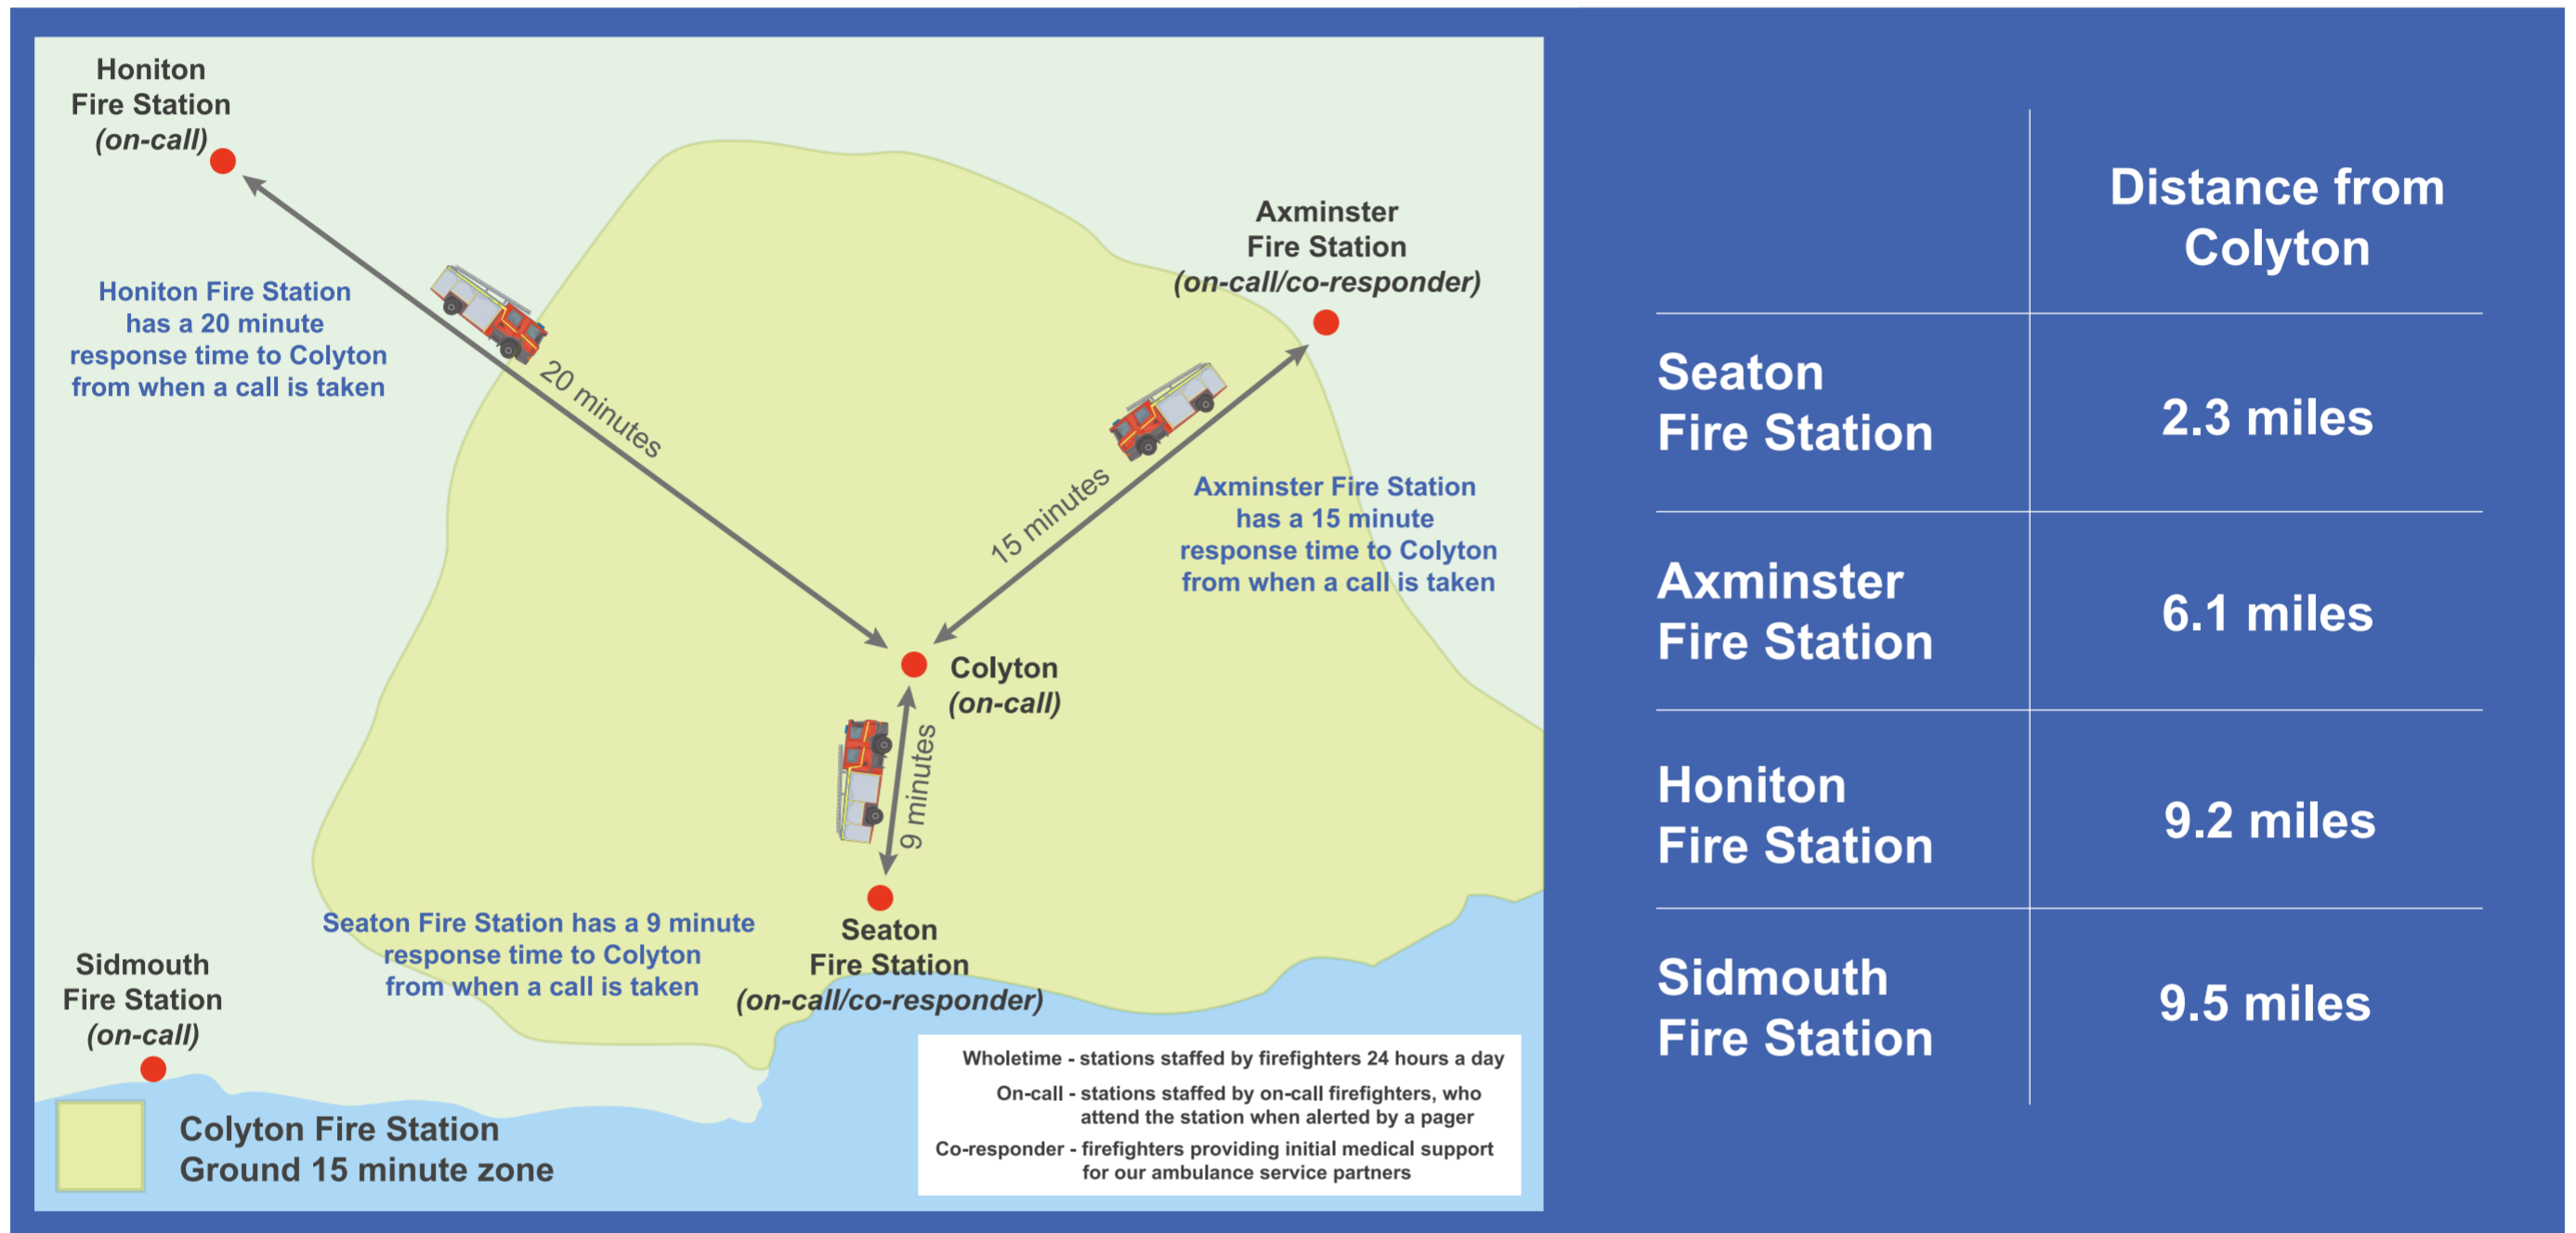 Honiton
Fire Station
(on-call)
Axminster
Fire Station
(on-call/co-responder)
Honiton Fire Station
has a 20 minute
response time to Colyton
from when a call is taken
20 minutes
15 minutes
Axminster Fire Station
has a 15 minute
response time to Colyton
from when a call is taken
Colyton
(on-call)
9 minutes
Seaton Fire Station has a 9 minute
response time to Colyton
from when a call is taken
Seaton
Fire Station
(on-call/co-responder)
Sidmouth
Fire Station
(on-call)
Colyton Fire Station
Ground 15 minute zone
Wholetime - stations staffed by firefighters 24 hours a day
On-call - stations staffed by on-call firefighters, who
attend the station when alerted by a pager
Co-responder - firefighters providing initial medical support
for our ambulance service partners
Distance from
Colyton
Seaton
Fire Station
2.3 miles
Axminster
Fire Station
6.1 miles
Honiton
Fire Station
9.2 miles
Sidmouth
Fire Station
9.5 miles